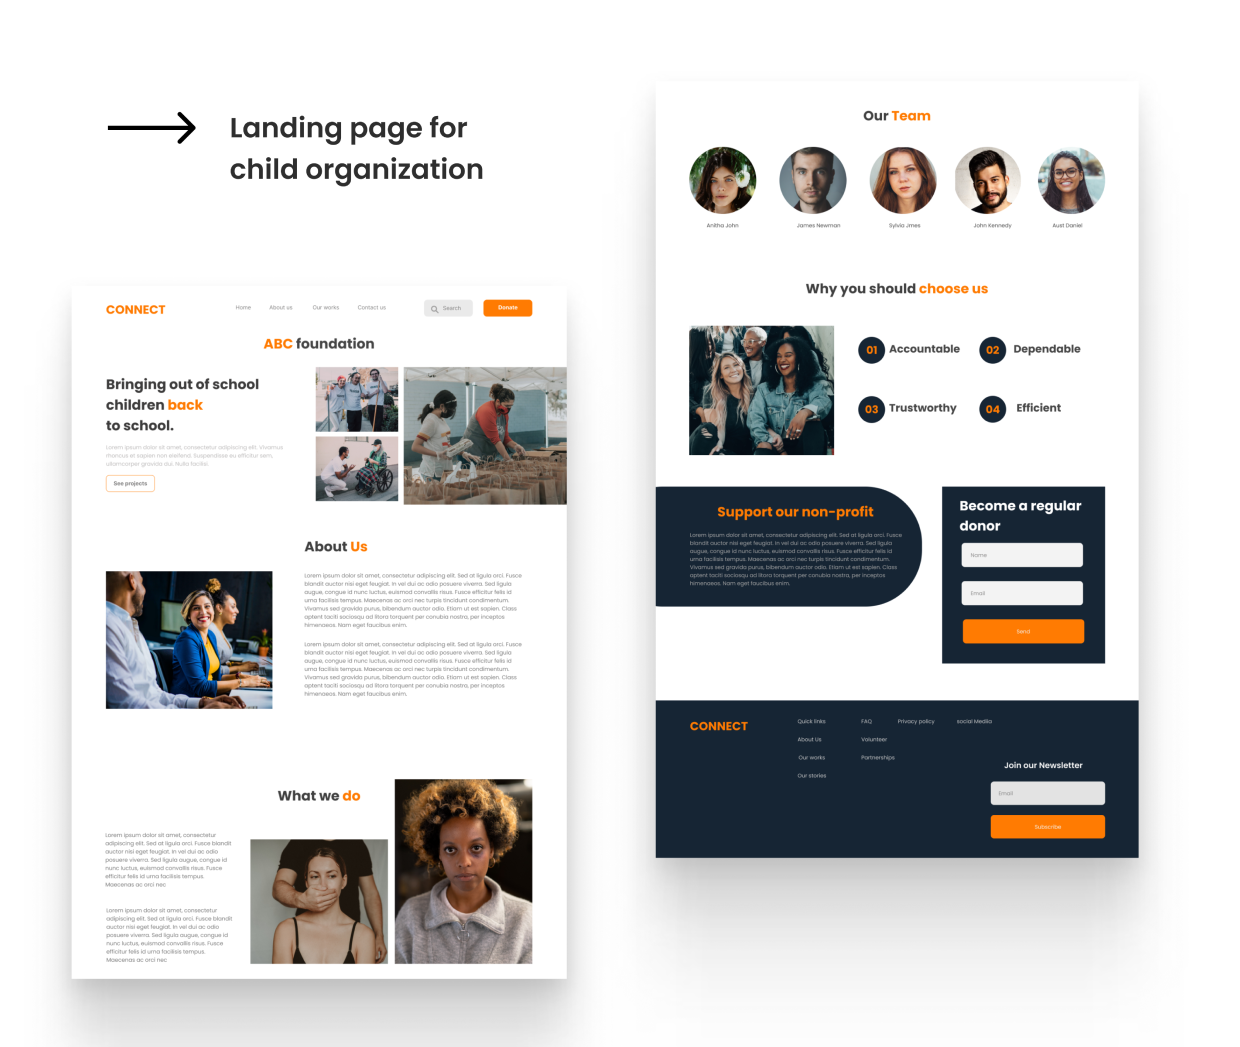 Landing page for
child organization
CONNECT
Home
About us
Our works
Contact us
Search
Donate
ABC foundation
Bringing out of school
children back
to school.
Lorem ipsum dolor sit amet, consectetur adipiscing elit. Vivamus
rhoncus et sapien non eleifend. Suspendisse eu efficitur sem,
ullamcorper gravida dui. Nulla facilisi
See projects
About Us
Lorem ipsum dolor sit amet, consectetur adipiscing elit. Sed at ligula orci. Fusce
blandit auctor nisi eget feugiat. In vel dui ac odio posuere viverra. Sed ligula
augue, congue id nunc luctus, euismod convallis risus. Fusce efficitur felis id
urna facilisis tempus. Maecenas ac orci nec turpis tincidunt condimentum.
Vivamus sed gravida purus, bibendum auctor odio. Etiam ut est sapien. Class
aptent taciti sociosqu ad litora torquent per conubia nostra, per inceptos
himenaeos. Nam eget faucibus enim.
Lorem ipsum dolor sit amet, consectetur adipiscing elit. Sed at ligula orci. Fusce
blandit auctor nisi eget feugiat. In vel dui ac odio posuere viverra. Sed ligula
augue, congue id nunc luctus, euismod convallis risus. Fusce efficitur felis id
urna facilisis tempus. Maecenas ac orci nec turpis tincidunt condimentum.
Vivamus sed gravida purus, bibendum auctor odio. Etiam ut est sapien. Class
aptent taciti sociosqu ad litora torquent per conubia nostra, per inceptos
himenaeos. Nam eget faucibus enim.
What we do
Lorem ipsum dolor sit amet, consectetur
adipiscing elit. Sed at ligula orci. Fusce blandit
auctor nisi eget feugiat. In vel dui ac odio
posuere viverra. Sed ligula augue, congue id
nunc luctus, euismod convallis risus. Fusce
efficitur felis id urna facilisis tempus.
Maecenas ac orci nec
Lorem ipsum dolor sit amet, consectetur
adipiscing elit. Sed at ligula orci. Fusce blandit
auctor nisi eget feugiat. In vel dui ac odio
posuere viverra. Sed ligula augue, congue id
nunc luctus, euismod convallis risus. Fusce
efficitur felis id urna facilisis tempus.
Maecenas ac orci nec
Our Team
Anitha John
James Newman
Sylvia Jmes
John Kennedy
Aust Daniel
Why you should choose us
01 Accountable
02 Dependable
03 Trustworthy
04 Efficient
Support our non-profit
Lorem ipsum dolor sit amet, consectetur adipiscing elit. Sed at ligula orci. Fusce
blandit auctor nisi eget feugiat. In vel dui ac odio posuere viverra. Sed ligula
augue, congue id nunc luctus, euismod convallis risus. Fusce efficitur felis id
urna facilisis tempus. Maecenas ac orci nec turpis tincidunt condimentum.
Vivamus sed gravida purus, bibendum auctor odio. Etiam ut est sapien. Class
aptent taciti sociosqu ad litora torquent per conubia nostra, per inceptos
himenaeos. Nam eget faucibus enim.
Become a regular
donor
Name
Email
Send
CONNECT
Quick links
About Us
Our works
Our stories
FAQ
Volunteer
Partnerships
Privacy policy
social Mediia
Join our Newsletter
Email
Subscribe